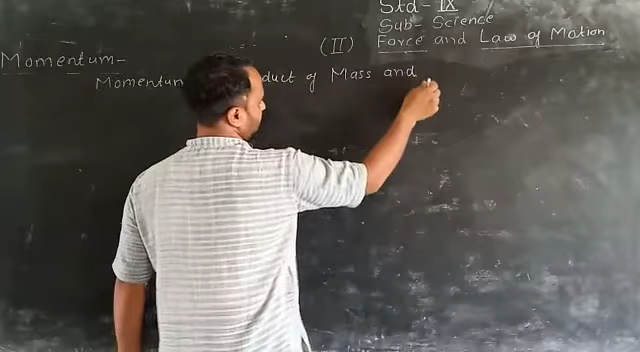 Std - IX
Sub - Science
(II) Force and Law of Motion
Momentum -
Momentum duct of Mass and